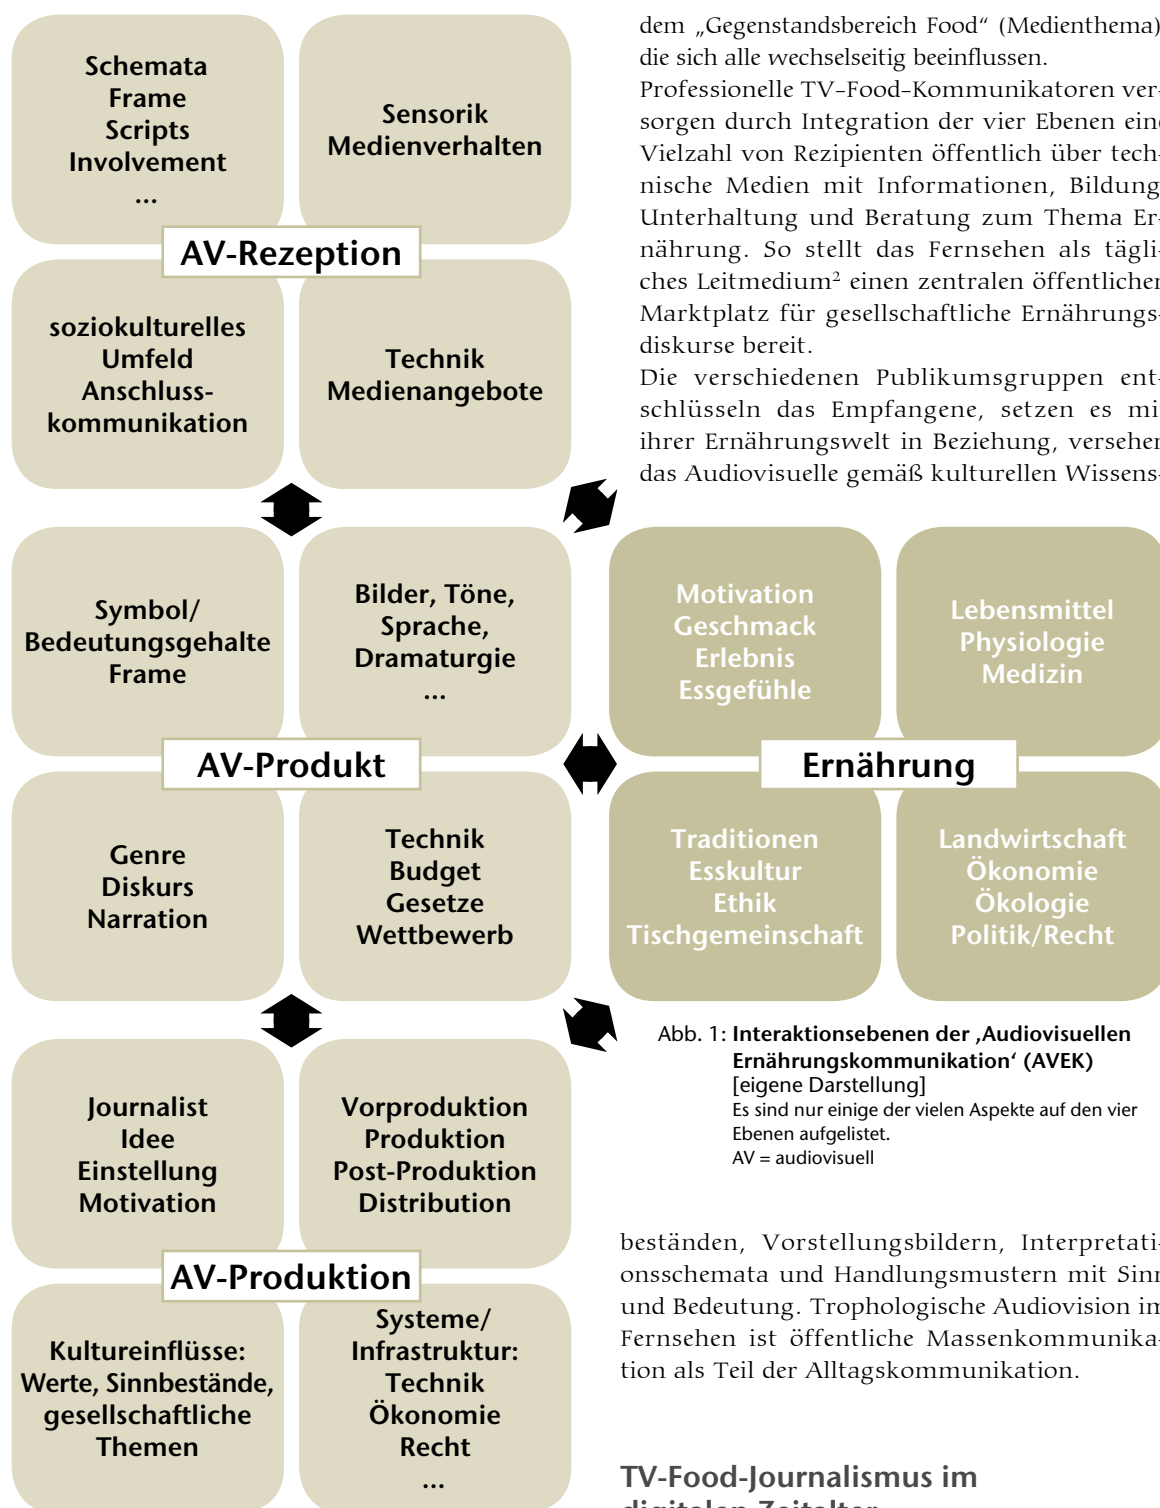 Schemata
Frame
Scripts
Involvement
...
Sensorik
Medienverhalten
AV-Rezeption
soziokulturelles
Umfeld
Anschluss-
kommunikation
Technik
Medienangebote
Symbol/
Bedeutungsgehalte
Frame
Bilder, Töne,
Sprache,
Dramaturgie
...
AV-Produkt
Genre
Diskurs
Narration
Technik
Budget
Gesetze
Wettbewerb
Journalist
Idee
Einstellung
Motivation
Vorproduktion
Produktion
Post-Produktion
Distribution
AV-Produktion
Kultureinflüsse:
Werte, Sinnbestände,
gesellschaftliche
Themen
Systeme/
Infrastruktur:
Technik
Ökonomie
Recht
...
dem „Gegenstandsbereich Food“ (Medienthema)
die sich alle wechselseitig beeinflussen.
Professionelle TV-Food-Kommunikatoren ver-
sorgen durch Integration der vier Ebenen eine
Vielzahl von Rezipienten öffentlich über tech-
nische Medien mit Informationen, Bildung
Unterhaltung und Beratung zum Thema Er-
nährung. So stellt das Fernsehen als tägli-
ches Leitmedium² einen zentralen öffentlichen
Marktplatz für gesellschaftliche Ernährungs-
diskurse bereit.
Die verschiedenen Publikumsgruppen ent-
schlüsseln das Empfangene, setzen es mi
ihrer Ernährungswelt in Beziehung, versehen
das Audiovisuelle gemäß kulturellen Wissens-
Motivation
Geschmack
Erlebnis
Essgefühle
Lebensmittel
Physiologie
Medizin
Ernährung
Traditionen
Esskultur
Ethik
Tischgemeinschaft
Landwirtschaft
Ökonomie
Ökologie
Politik/Recht
Abb. 1: Interaktionsebenen der ‚Audiovisuellen
Ernährungskommunikation‘ (AVEK)
[eigene Darstellung]
Es sind nur einige der vielen Aspekte auf den vier
Ebenen aufgelistet.
AV = audiovisuell
beständen, Vorstellungsbildern, Interpretati-
onsschemata und Handlungsmustern mit Sinn
und Bedeutung. Trophologische Audiovision im
Fernsehen ist öffentliche Massenkommunika-
tion als Teil der Alltagskommunikation.
TV-Food-Journalismus im
digitalen Zeitalter